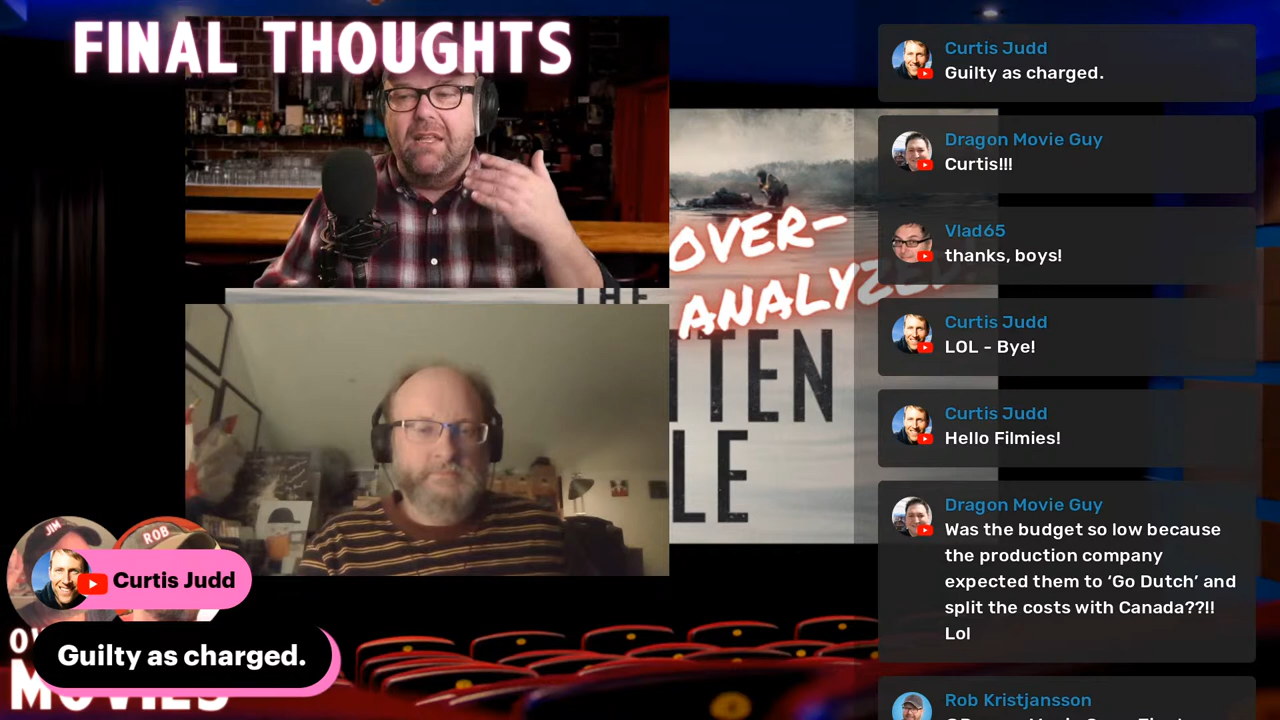 FINAL THOUGHTS
OVER-
ANALYZED
THE
TTEN
LE
JIM
ROB
Curtis Judd
Guilty as charged.
Curtis Judd
Guilty as charged.
Dragon Movie Guy
Curtis!!!
Vlad65
thanks, boys!
Curtis Judd
LOL - Bye!
Curtis Judd
Hello Filmies!
Dragon Movie Guy
Was the budget so low because
the production company
expected them to ‘Go Dutch’ and
split the costs with Canada??!!
Lol
Rob Kristjansson